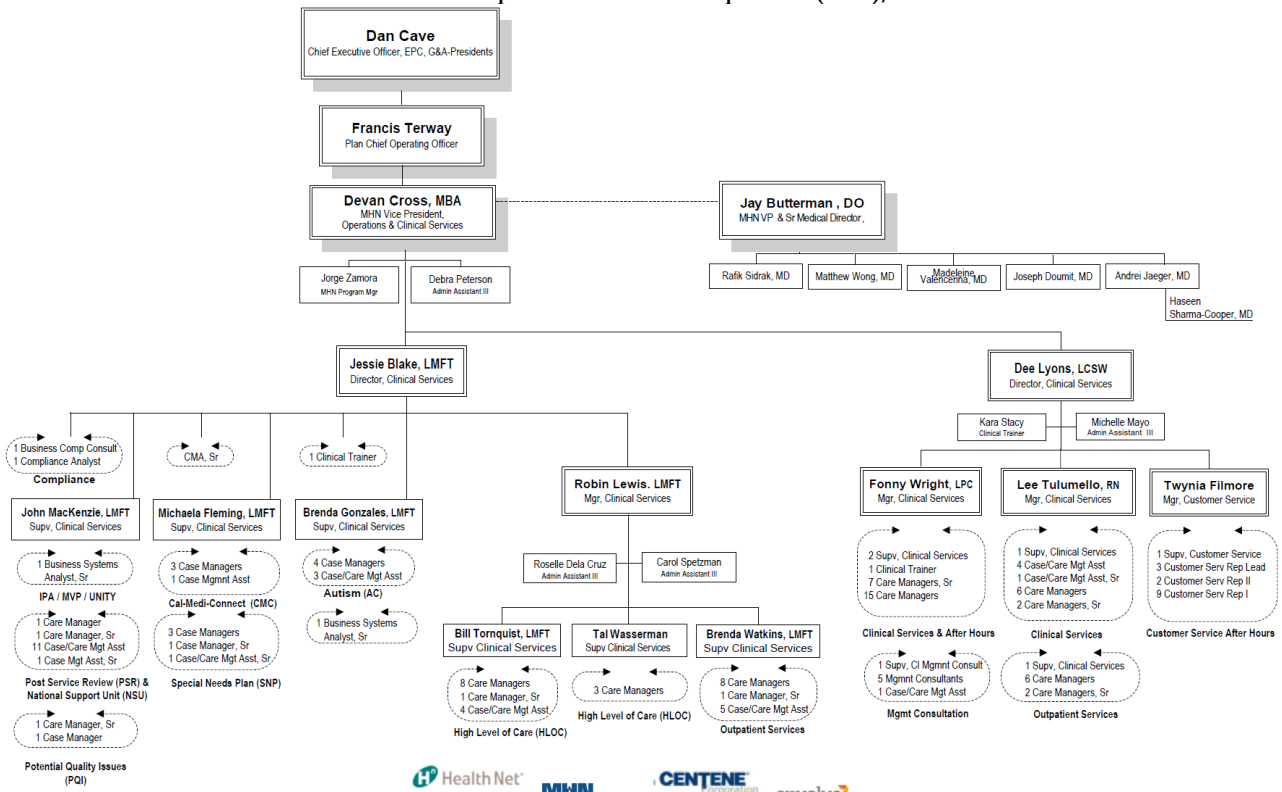 Dan Cave
Chief Executive Officer, EPC, G&A-Presidents
Francis Terway
Plan Chief Operating Officer
Devan Cross, MBA
MHN Vice President,
Operations & Clinical Services
Jay Butterman , DO
MHN VP & Sr Medical Director ,
Jorge Zamora
MHN Program Mgr
Debra Peterson
Admin Assistant III
Rafik Sidrak, MD
Matthew Wong, MD
Madeleine
Valencerina, MD
Joseph Doumit, MD
Andrei Jaeger, MD
Haseen
Sharma-Cooper, MD
Jessie Blake, LMFT
Director, Clinical Services
Dee Lyons, LCSW
Director, Clinical Services
Kara Stacy
Clinical Trainer
Michelle Mayo
Admin Assistant III
1 Business Comp Consult
1 Compliance Analyst
Compliance
CMA, Sr
1 Clinical Trainer
John MacKenzie, LMFT
Supv, Clinical Services
Michaela Fleming, LMFT
Supv, Clinical Services
Brenda Gonzales, LMFT
Supv, Clinical Services
Robin Lewis. LMFT
Mgr, Clinical Services
Fonny Wright, LPC
Mgr, Clinical Services
Lee Tulumello, RN
Mgr, Clinical Services
Twynia Filmore
Mgr, Customer Service
1 Business Systems
Analyst, Sr
IPA / MVP / UNITY
1 Care Manager
1 Care Manager, Sr
11 Case/Care Mgt Asst
1 Case Mgt Asst, Sr
Post Service Review (PSR) &
National Support Unit (NSU)
1 Care Manager, Sr
1 Case Manager
Potential Quality Issues
(PQI)
3 Case Managers
1 Case Mgmnt Asst
Cal-Medi-Connect (CMC)
3 Case Managers
1 Case Manager, Sr
1 Case/Care Mgt Asst, Sr
Special Needs Plan (SNP)
4 Case Managers
3 Case/Care Mgt Asst
Autism (AC)
1 Business Systems
Analyst, Sr
Roselle Dela Cruz
Admin Assistant III
Carol Spetzman
Admin Assistant III
Bill Tornquist, LMFT
Supv Clinical Services
Tal Wasserman
Supv Clinical Services
Brenda Watkins, LMFT
Supv Clinical Services
8 Care Managers
1 Care Manager, Sr
4 Case/Care Mgt Asst
High Level of Care (HLOC)
3 Care Managers
High Level of Care (HLOC)
8 Care Managers
1 Care Manager, Sr
5 Case/Care Mgt Asst
Outpatient Services
2 Supv, Clinical Services
1 Clinical Trainer
7 Care Managers, Sr
15 Care Managers
Clinical Services & After Hours
1 Supv, Cl Mgmnt Consult
5 Mgmnt Consultants
1 Case/Care Mgt Asst
Mgmt Consultation
1 Supv, Clinical Services
4 Case/Care Mgt Asst
1 Case/Care Mgt Asst, Sr
6 Care Managers
2 Care Managers, Sr
Clinical Services
1 Supv, Clinical Services
6 Care Managers
2 Care Managers, Sr
Outpatient Services
1 Supv, Customer Service
3 Customer Serv Rep Lead
2 Customer Serv Rep II
9 Customer Serv Rep I
Customer Service After Hours
Health Net
MHN
CENTENE
Corporation